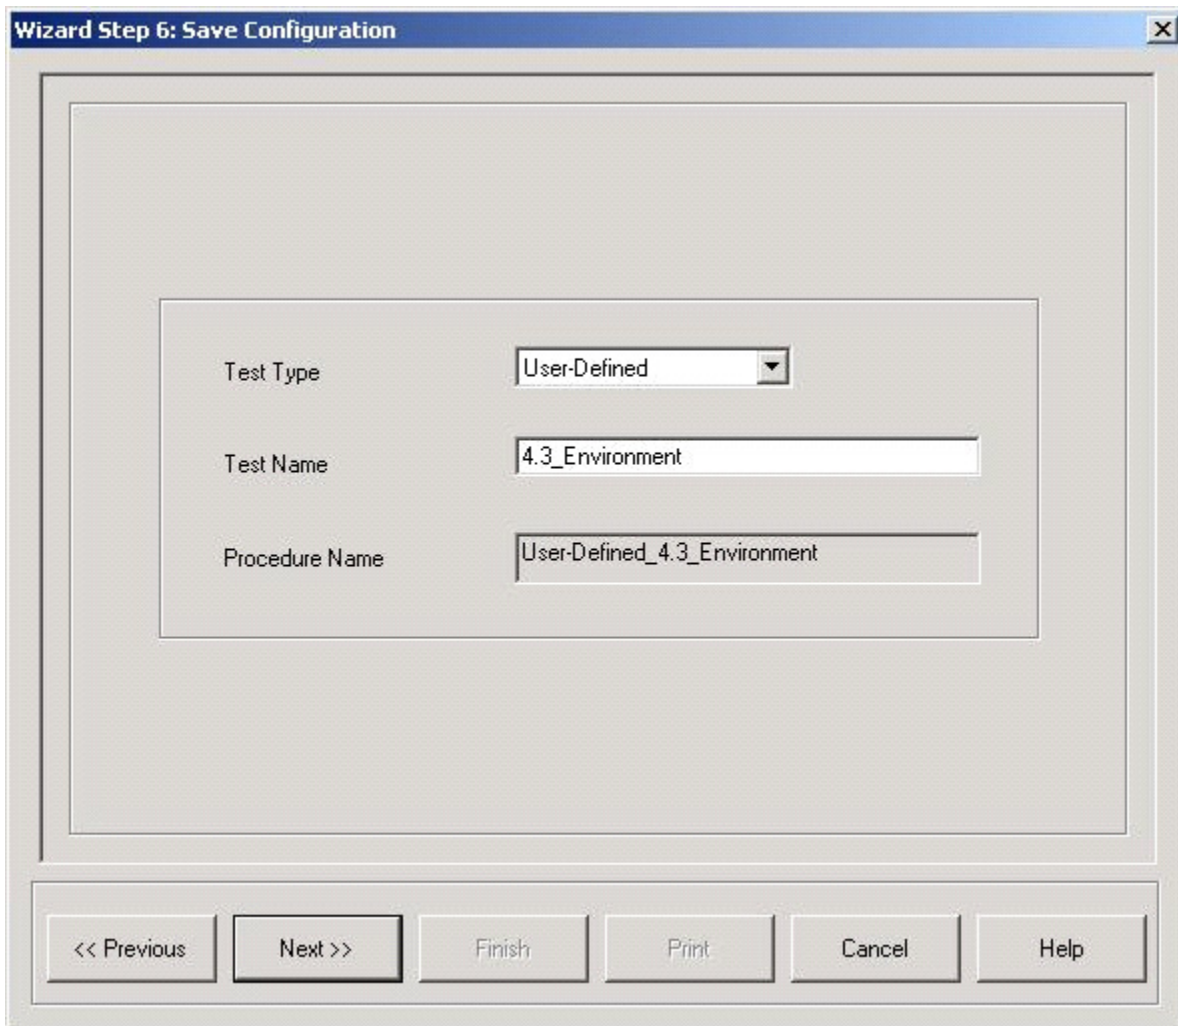 Wizard Step 6: Save Configuration
Test Type
User-Defined
Test Name
4.3_Environment
Procedure Name
User-Defined_4.3_Environment
<< Previous
Next >>
Finish
Print
Cancel
Help